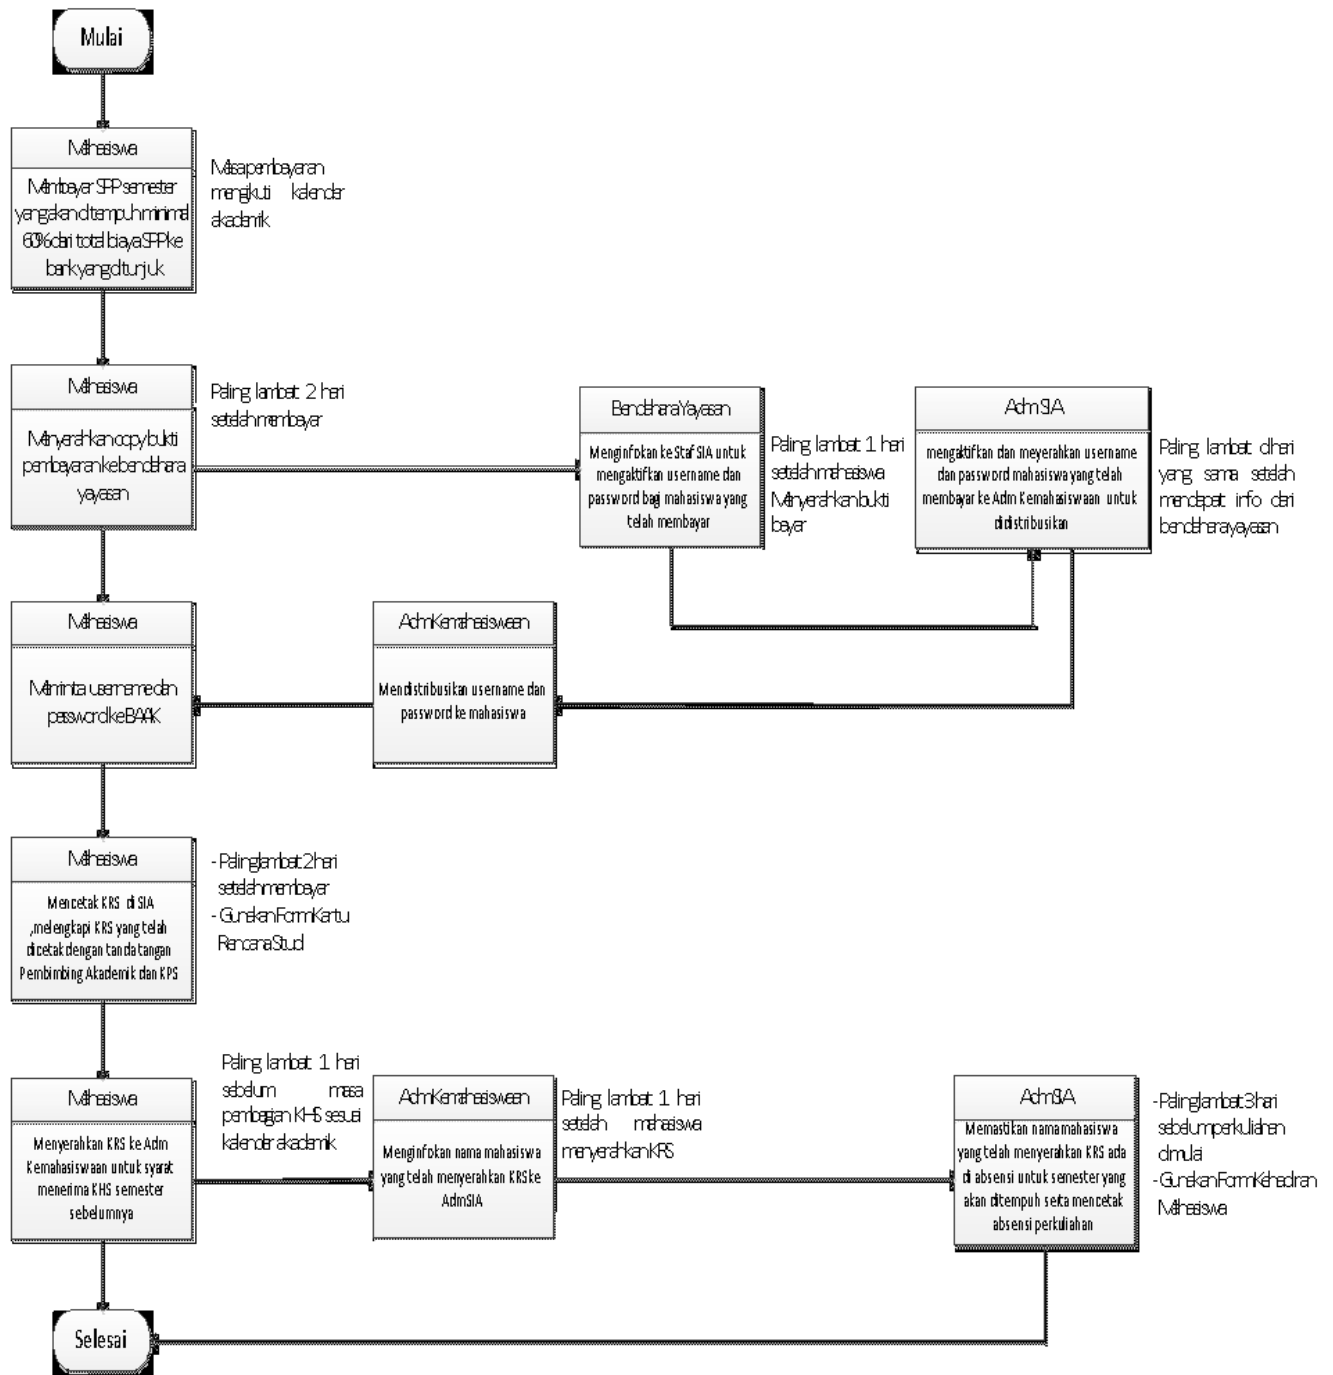 Mulai
Mahasiswa
Membayar SPP semester
yang akan ditempuh minimal
60% dari total biaya SPP ke
bank yang ditunjuk
Masa pembayaran
mengikuti kalender
akademik
Mahasiswa
Menyerahkan copy bukti
pembayaran ke bendahara
yayasan
Paling lambat 2 hari
setelah membayar
Bendahara Yayasan
Menginfokan ke Staf SIA untuk
mengaktifkan username dan
password bagi mahasiswa yang
telah membayar
Paling lambat 1 hari
setelah mahasiswa
Menyerahkan bukti
bayar
Adm SIA
mengaktifkan dan meyerahkan username
dan password mahasiswa yang telah
membayar ke Adm Kemahasiswaan untuk
didistribusikan
Paling lambat dihari
yang sama setelah
mendapat info dari
bendahara yayasan
Mahasiswa
Meminta username dan
password ke BAAK
Adm Kemahasiswaan
Mendistribusikan username dan
password ke mahasiswa
Mahasiswa
Mencetak KRS di SIA
,melengkapi KRS yang telah
dicetak dengan tanda tangan
Pembimbing Akademik dan KPS
- Paling lambat 2 hari
setelah membayar
- Gunakan Form Kartu
Rencana Studi
Mahasiswa
Menyerahkan KRS ke Adm
Kemahasiswaan untuk syarat
menerima KHS semester
sebelumnya
Paling lambat 1 hari
sebelum masa
pembagian KHS sesuai
kalender akademik
Adm Kemahasiswaan
Menginfokan nama mahasiswa
yang telah menyerahkan KRS ke
Adm SIA
Paling lambat 1 hari
setelah mahasiswa
menyerahkan KRS
Adm SIA
Memastikan nama mahasiswa
yang telah menyerahkan KRS ada
di absensi untuk semester yang
akan ditempuh serta mencetak
absensi perkuliahan
- Paling lambat 3 hari
sebelum perkuliahan
dimulai
- Gunakan Form Kehadiran
Mahasiswa
Selesai